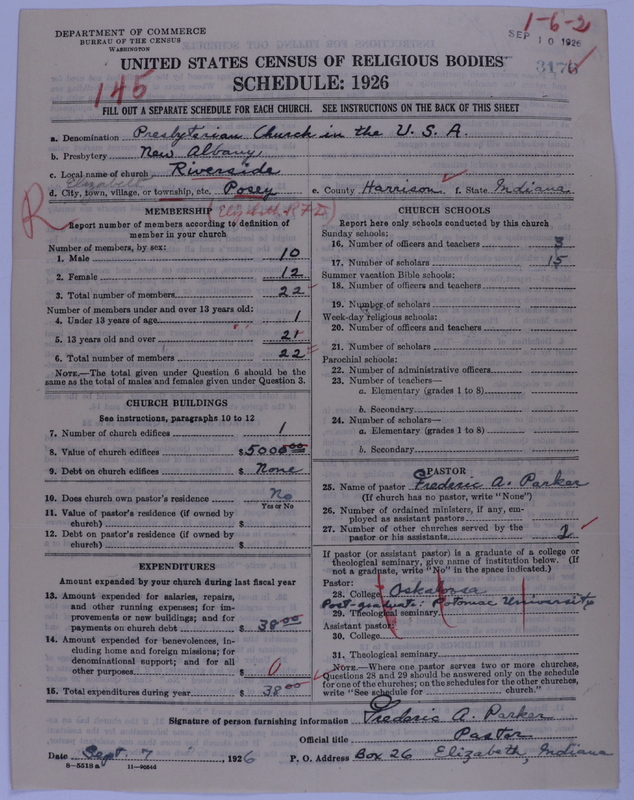 DEPARTMENT OF COMMERCE
BUREAU OF THE CENSUS
WASHINGTON
1-6-2
SEP 10 1926
3176
UNITED STATES CENSUS OF RELIGIOUS BODIES
SCHEDULE: 1926
145
FILL OUT A SEPARATE SCHEDULE FOR EACH CHURCH. SEE INSTRUCTIONS ON THE BACK OF THIS SHEET
a. Denomination Presbyterian Church in the U. S. A.
b. Presbytery New Albany
c. Local name of church Riverside
Elizabeth
d. City, town, village, or township, etc. Posey e. County Harrison f. State Indiana
R
(Elizabeth RFD)
MEMBERSHIP
Report number of members according to definition of member in your church
Number of members, by sex:
1. Male 10
2. Female 12
3. Total number of members 22
Number of members under and over 13 years old:
4. Under 13 years of age 1
5. 13 years old and over 21
6. Total number of members 22
NOTE.—The total given under Question 6 should be the
same as the total of males and females given under Question 3.
CHURCH BUILDINGS
See instructions, paragraphs 10 to 12
7. Number of church edifices 1
8. Value of church edifices $5000.00
9. Debt on church edifices $ None
10. Does church own pastor's residence No
Yes or No
11. Value of pastor's residence (if owned by
church) $
12. Debt on pastor's residence (if owned by
church) $
EXPENDITURES
Amount expended by your church during last fiscal year
13. Amount expended for salaries, repairs,
and other running expenses; for im-
provements or new buildings; and for
payments on church debt $ 38.00
14. Amount expended for benevolences, in-
cluding home and foreign missions; for
denominational support; and for all
other purposes $ 0
15. Total expenditures during year $ 38.00
CHURCH SCHOOLS
Report here only schools conducted by this church
Sunday schools:
16. Number of officers and teachers 3
17. Number of scholars 15
Summer vacation Bible schools:
18. Number of officers and teachers
19. Number of scholars
Week-day religious schools:
20. Number of officers and teachers
21. Number of scholars
Parochial schools:
22. Number of administrative officers
23. Number of teachers—
a. Elementary (grades 1 to 8)
b. Secondary
24. Number of scholars—
a. Elementary (grades 1 to 8)
b. Secondary
PASTOR
25. Name of pastor Frederic A. Parker
(If church has no pastor, write "None")
26. Number of ordained ministers, if any, em-
ployed as assistant pastors
27. Number of other churches served by the
pastor or his assistants 2
If pastor (or assistant pastor) is a graduate of a college or
theological seminary, give name of institution below. (If
not a graduate, write "No" in the space indicated.)
Pastor:
28. College Oskaloosa
Post-graduate: Potomac University
29. Theological seminary
Assistant pastor:
30. College
31. Theological seminary
NOTE.—Where one pastor serves two or more churches,
Questions 28 and 29 should be answered only on the schedule
for one of the churches; on the schedules for the other churches,
write "See schedule for church."
Signature of person furnishing information Frederic A. Parker
Official title Pastor
Date Sept 7, 1926 P. O. Address Box 26 Elizabeth, Indiana
8-5518a